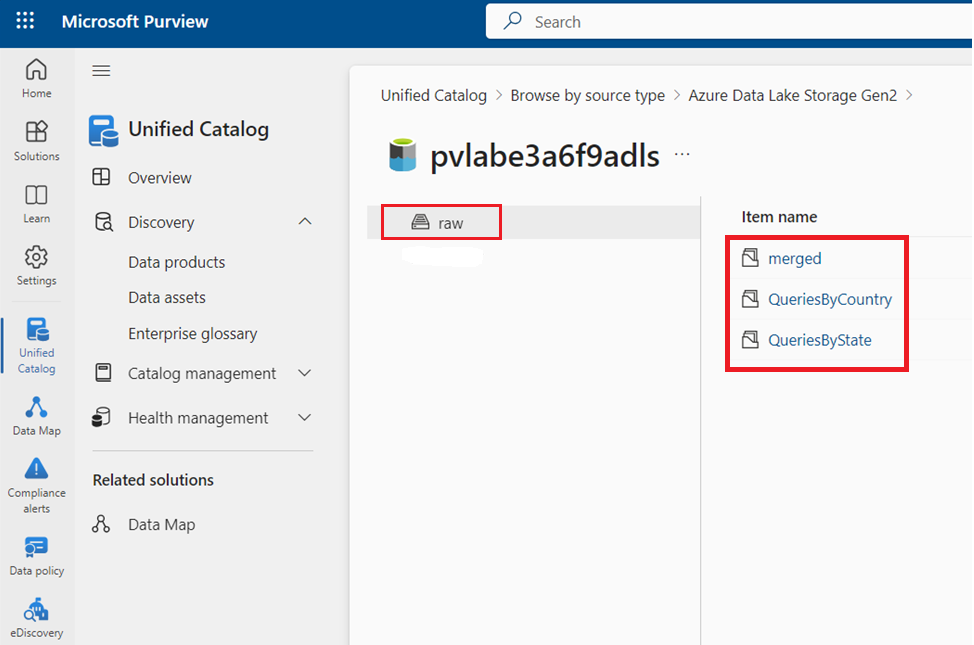 Microsoft Purview
Search
Home
Solutions
Learn
Settings
Unified
Catalog
Data Map
Compliance
alerts
Data policy
eDiscovery
Unified Catalog
Overview
Discovery
Data products
Data assets
Enterprise glossary
Catalog management
Health management
Related solutions
Data Map
Unified Catalog > Browse by source type > Azure Data Lake Storage Gen2 >
pvlabe3a6f9adls ...
raw
Item name
merged
QueriesByCountry
QueriesByState